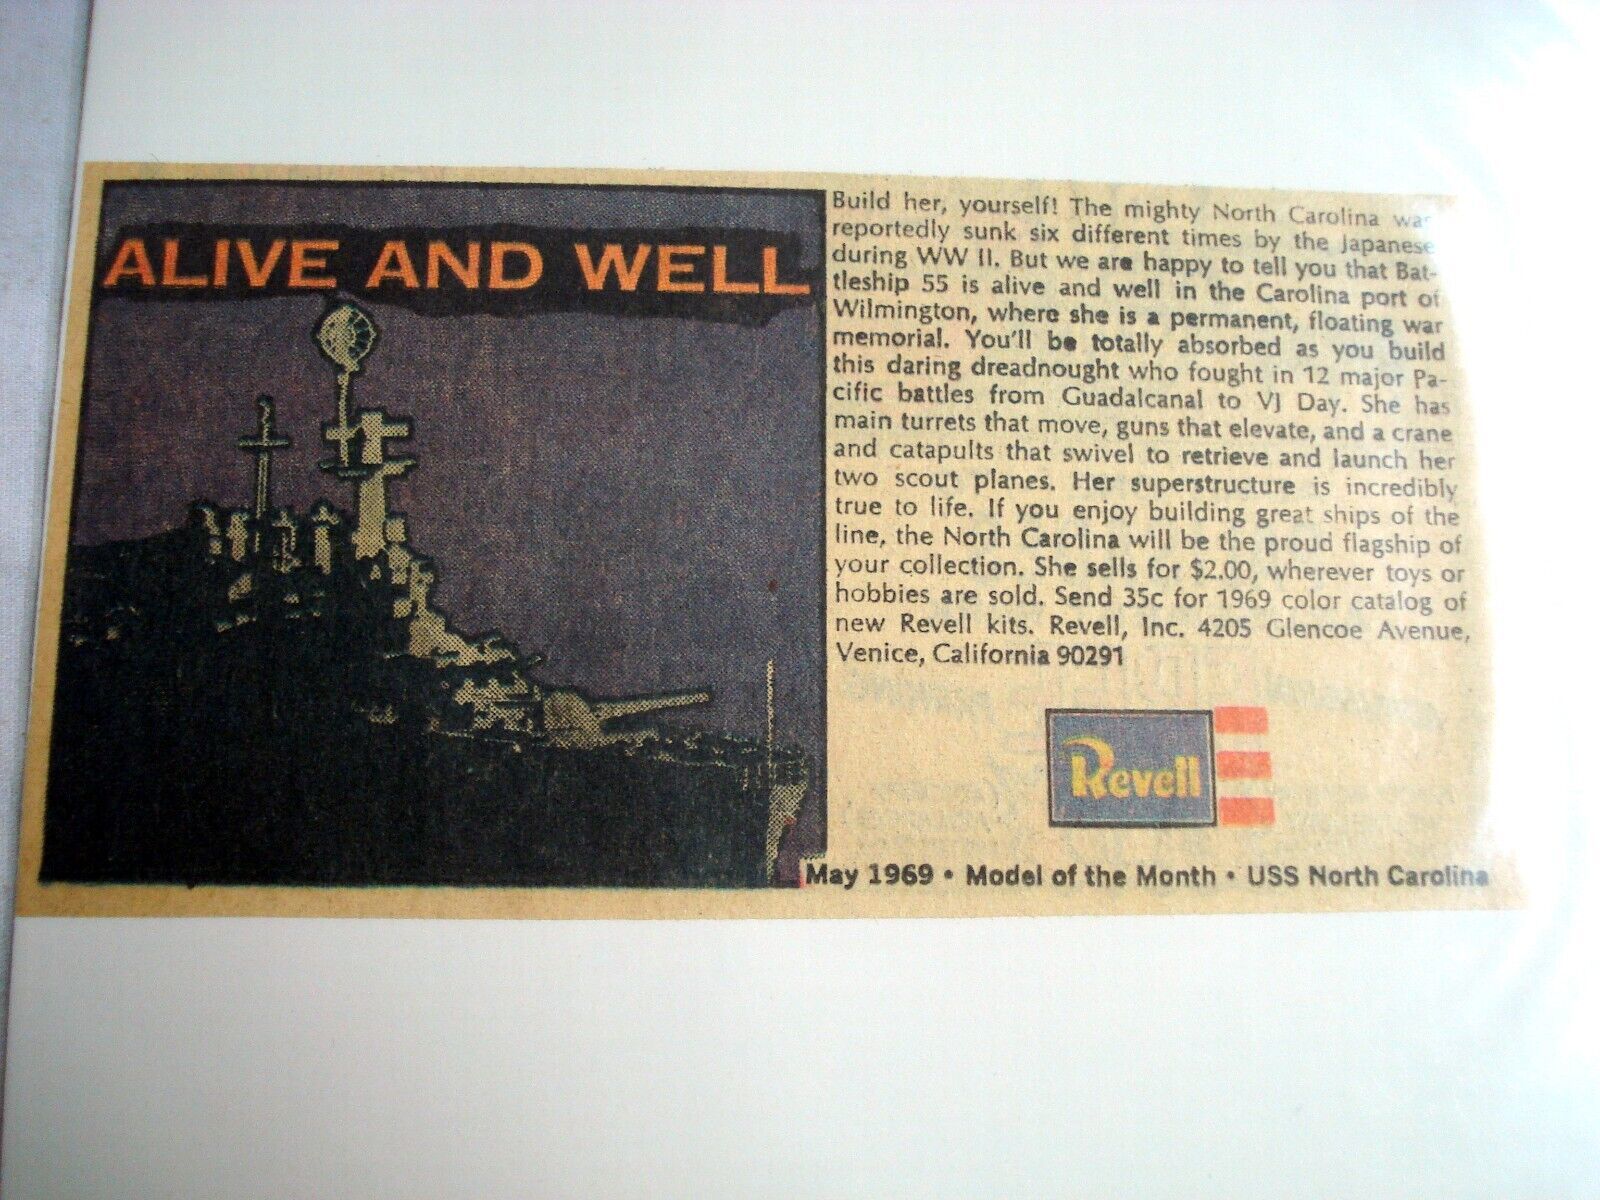 ALIVE AND WELL
Build her, yourself! The mighty North Carolina was
reportedly sunk six different times by the Japanese
during WW II. But we are happy to tell you that Bat-
tleship 55 is alive and well in the Carolina port of
Wilmington, where she is a permanent, floating war
memorial. You'll be totally absorbed as you build
this daring dreadnought who fought in 12 major Pa-
cific battles from Guadalcanal to VJ Day. She has
main turrets that move, guns that elevate, and a crane
and catapults that swivel to retrieve and launch her
two scout planes. Her superstructure is incredibly
true to life. If you enjoy building great ships of the
line, the North Carolina will be the proud flagship of
your collection. She sells for $2.00, wherever toys or
hobbies are sold. Send 35c for 1969 color catalog of
new Revell kits. Revell, Inc. 4205 Glencoe Avenue,
Venice, California 90291
Revell
May 1969 • Model of the Month • USS North Carolina